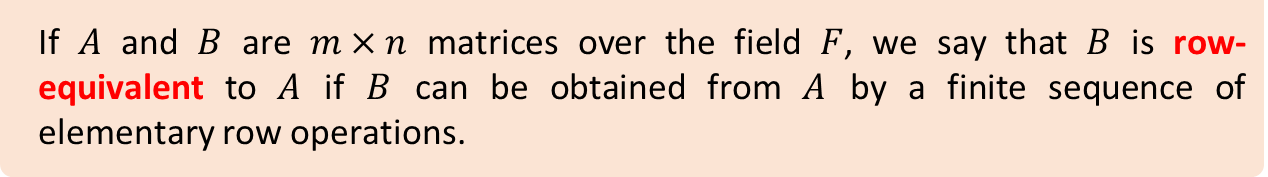 If A and B are m × n matrices over the field F, we say that B is row-
equivalent to A if B can be obtained from A by a finite sequence of
elementary row operations.